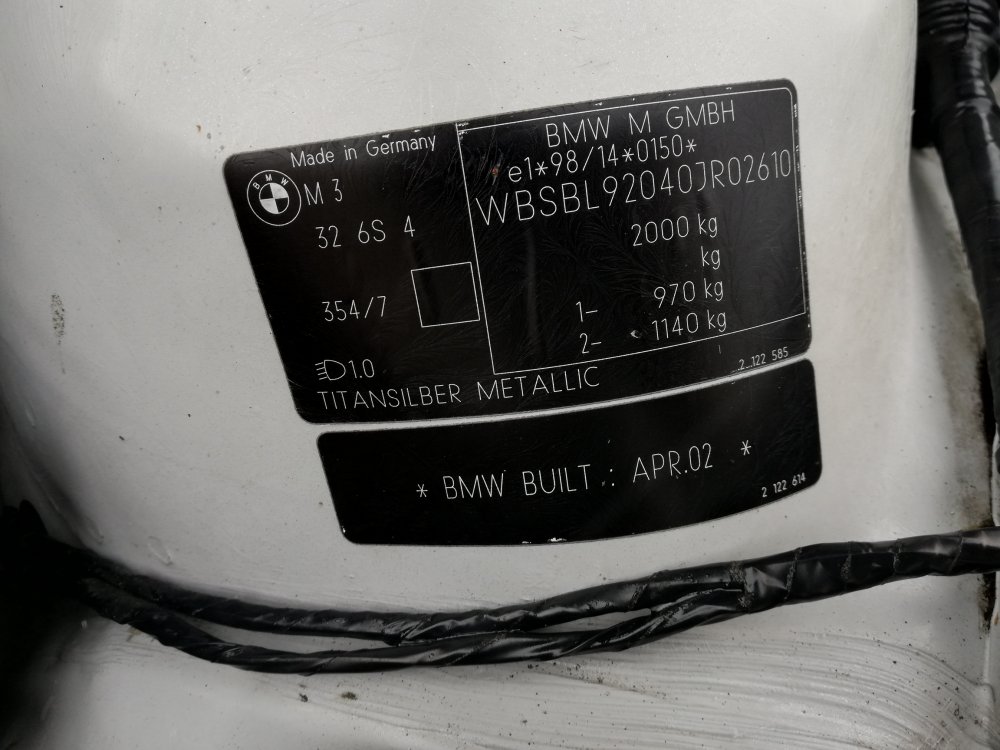 Made in Germany
BMW
M 3
32 6S 4
354/7
1.0
TITANSILBER METALLIC
BMW M GMBH
e1*98/14*0150*
WBSBL92040JR02610
2000 kg
kg
1- 970 kg
2- 1140 kg
2 122 585
* BMW BUILT : APR.02 *
2 122 614